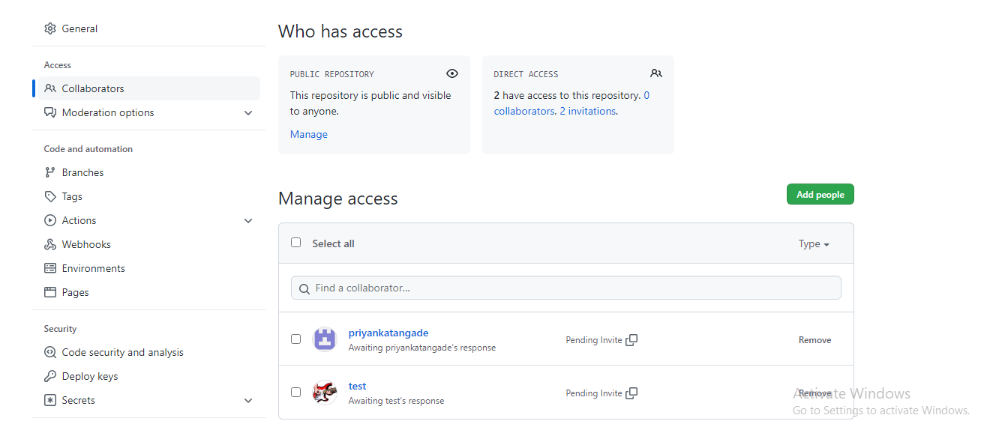 General
Access
Collaborators
Moderation options
Code and automation
Branches
Tags
Actions
Webhooks
Environments
Pages
Security
Code security and analysis
Deploy keys
Secrets
Who has access
PUBLIC REPOSITORY
This repository is public and visible
to anyone.
Manage
DIRECT ACCESS
2 have access to this repository. 0
collaborators. 2 invitations.
Manage access
Add people
Select all
Type
Find a collaborator...
priyankatangade
Awaiting priyankatangade's response
Pending Invite
Remove
test
Awaiting test's response
Pending Invite
Remove
Activate Windows
Go to Settings to activate Windows.